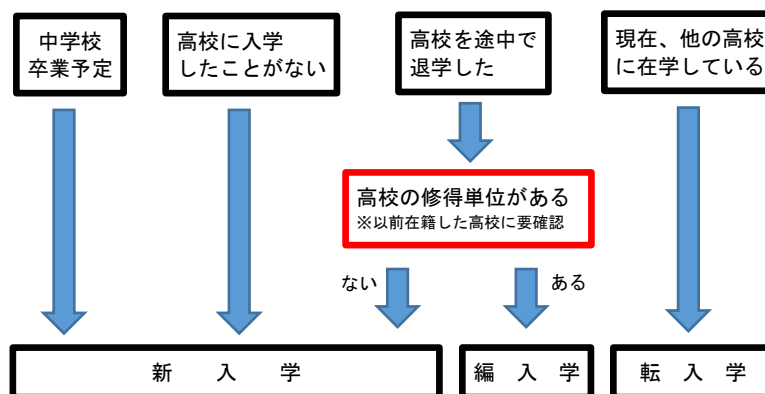 中学校
卒業予定
高校に入学
したことがない
高校を途中で
退学した
現在、他の高校
に在学している
高校の修得単位がある
※以前在籍した高校に要確認
ない
ある
新　入　学
編　入　学
転　入　学